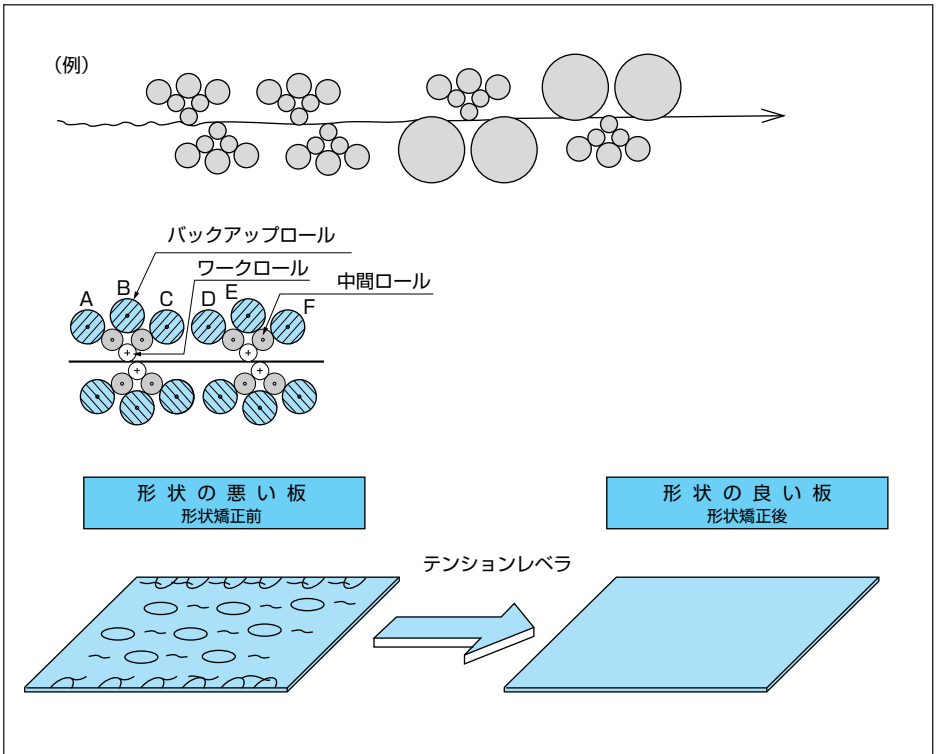 （例）
バックアップロール
ワークロール
中間ロール
A B C D E F
形状の悪い板
形状矯正前
形状の良い板
形状矯正後
テンションレベラ